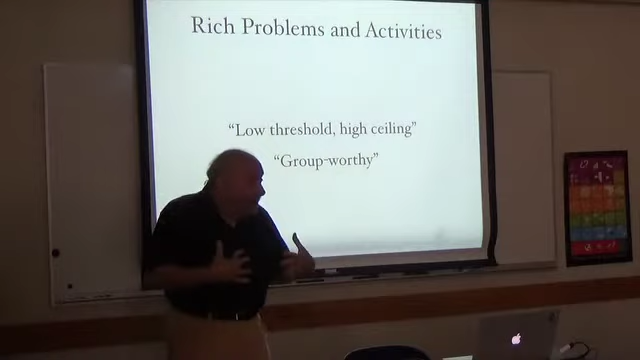 Rich Problems and Activities
“Low threshold, high ceiling”
“Group-worthy”